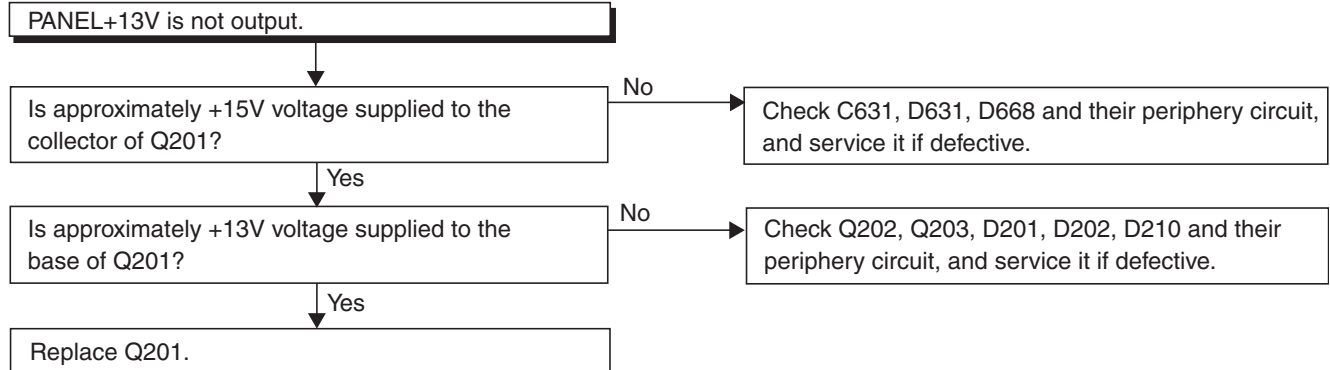 PANEL+13V is not output.
Is approximately +15V voltage supplied to the
collector of Q201?
No
Check C631, D631, D668 and their periphery circuit,
and service it if defective.
Yes
Is approximately +13V voltage supplied to the
base of Q201?
No
Check Q202, Q203, D201, D202, D210 and their
periphery circuit, and service it if defective.
Yes
Replace Q201.